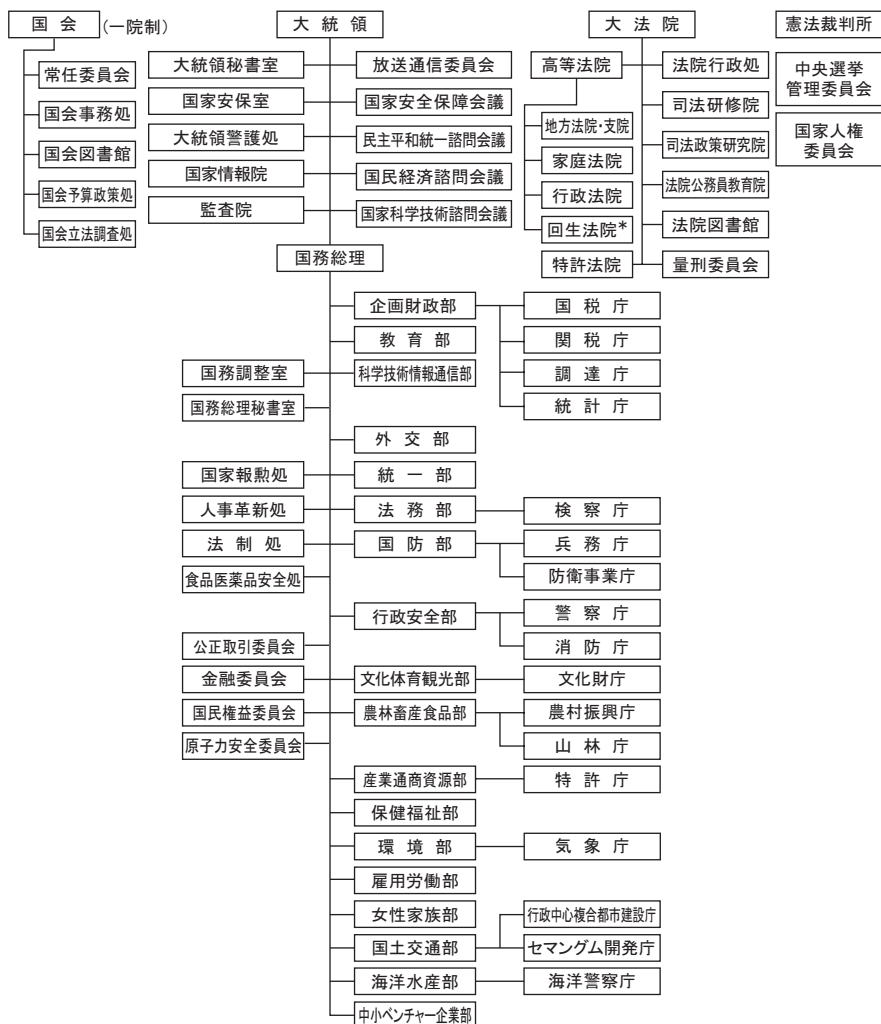 国会(一院制)
常任委員会
国会事務処
国会図書館
国会予算政策処
国会立法調査処
大統領
大統領秘書室
放送通信委員会
国家安保室
国家安全保障会議
大統領警護処
民主平和統一諮問会議
国家情報院
国民経済諮問会議
監査院
国家科学技術諮問会議
大法院
高等法院
法院行政処
司法研修院
地方法院・支院
司法政策研究院
家庭法院
法院公務員教育院
行政法院
法院図書館
回生法院*
特許法院
量刑委員会
憲法裁判所
中央選挙
管理委員会
国家人権
委員会
国務総理
企画財政部
国税庁
教育部
関税庁
国務調整室
科学技術情報通信部
調達庁
国務総理秘書室
統計庁
外交部
国家報勲処
統一部
人事革新処
法務部
検察庁
法制処
国防部
兵務庁
食品医薬品安全処
防衛事業庁
行政安全部
警察庁
公正取引委員会
消防庁
金融委員会
文化体育観光部
文化財庁
国民権益委員会
農林畜産食品部
農村振興庁
原子力安全委員会
山林庁
産業通商資源部
特許庁
保健福祉部
環境部
気象庁
雇用労働部
女性家族部
行政中心複合都市建設庁
国土交通部
セマングム開発庁
海洋水産部
海洋警察庁
中小ベンチャー企業部